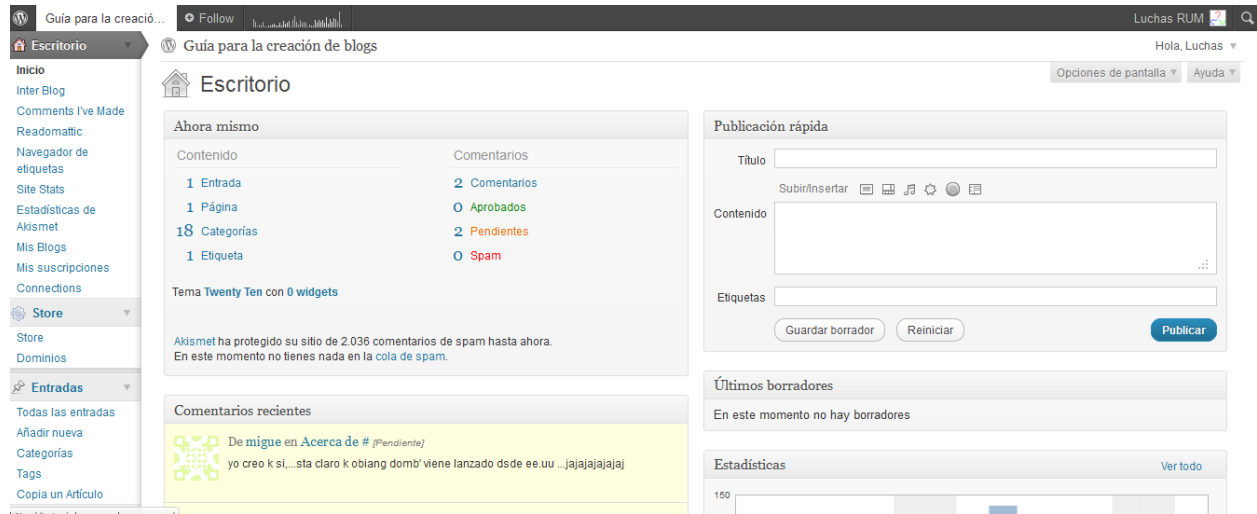 Guía para la creació...
Follow
Luchas RUM
Escritorio
Guía para la creación de blogs
Hola, Luchas
Inicio
Inter Blog
Comments I've Made
Readomattic
Navegador de
etiquetas
Site Stats
Estadísticas de
Akismet
Mis Blogs
Mis suscripciones
Connections
Store
Store
Dominios
Entradas
Todas las entradas
Añadir nueva
Categorías
Tags
Copia un Artículo
Escritorio
Opciones de pantalla
Ayuda
Ahora mismo
Contenido
1 Entrada
1 Página
18 Categorías
1 Etiqueta
Comentarios
2 Comentarios
0 Aprobados
2 Pendientes
0 Spam
Tema Twenty Ten con 0 widgets
Akismet ha protegido su sitio de 2.036 comentarios de spam hasta ahora.
En este momento no tienes nada en la cola de spam.
Comentarios recientes
De migue en Acerca de # [Pendiente]
yo creo k si,...sta claro k obiang domb' viene lanzado dsde ee.uu ...jajajajajajaj
Publicación rápida
Título
Subir/Insertar
Contenido
Etiquetas
Guardar borrador
Reiniciar
Publicar
Últimos borradores
En este momento no hay borradores
Estadísticas
Ver todo
150